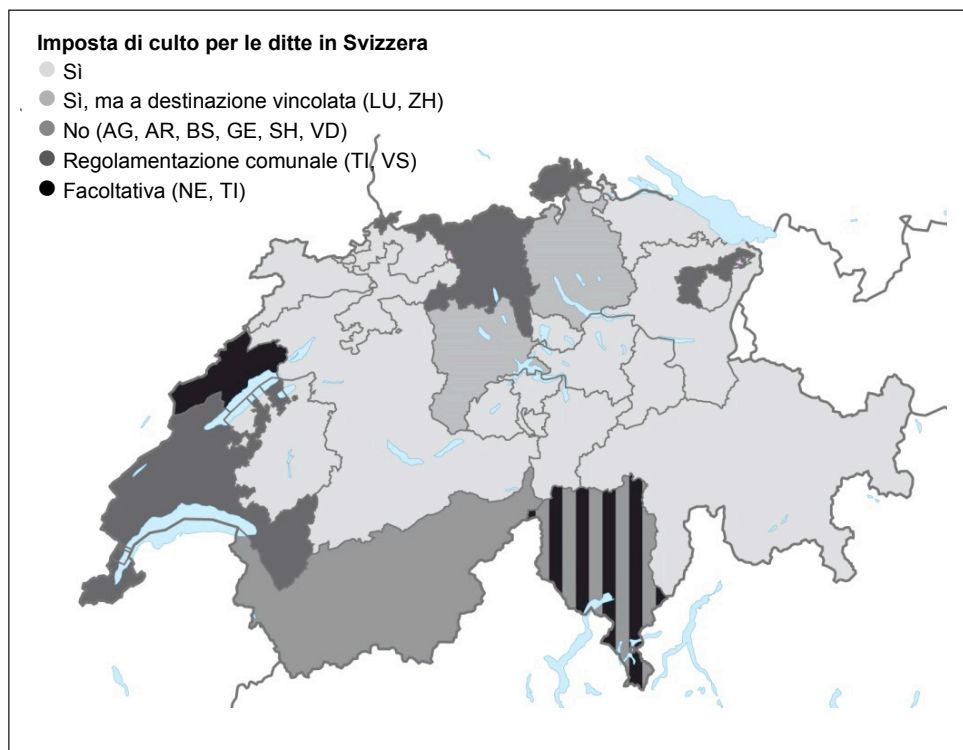 Imposta di culto per le ditte in Svizzera
Sì
Sì, ma a destinazione vincolata (LU, ZH)
No (AG, AR, BS, GE, SH, VD)
Regolamentazione comunale (TI, VS)
Facoltativa (NE, TI)